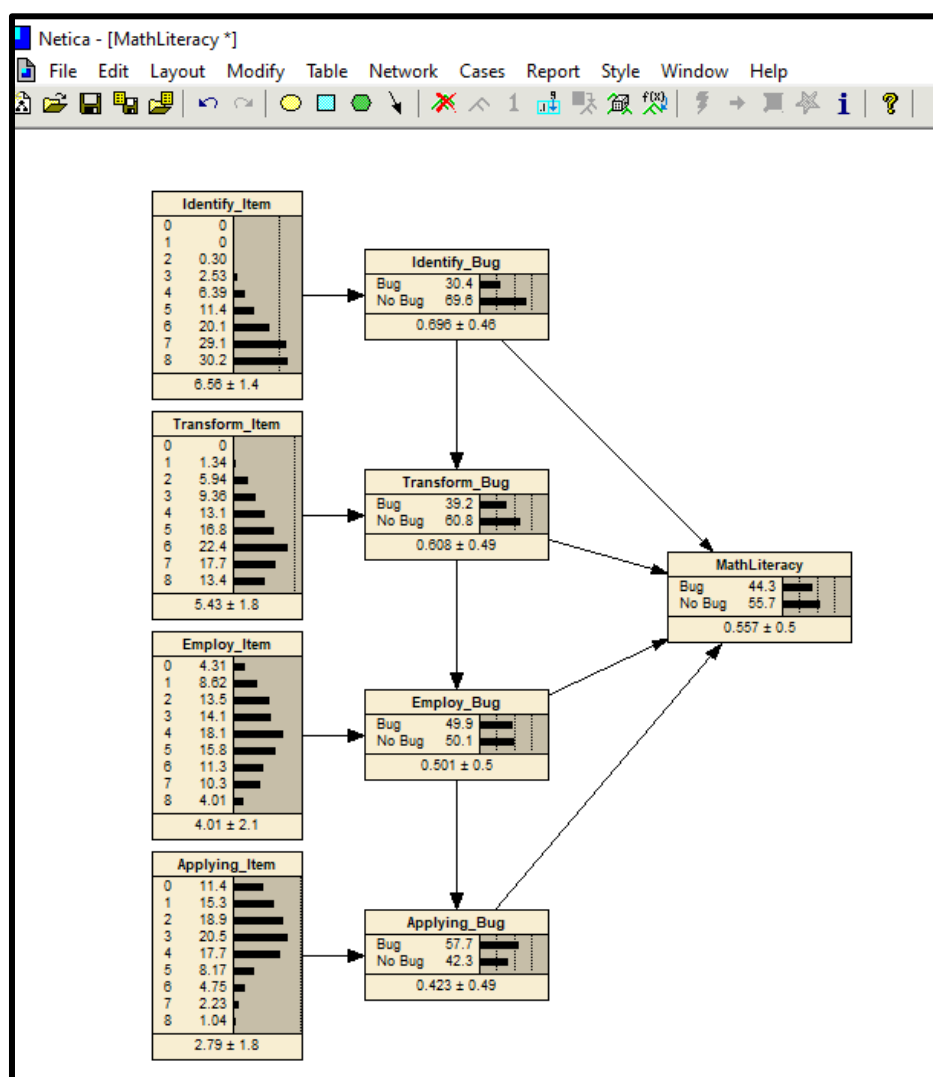 Netica - [MathLiteracy *]
File Edit Layout Modify Table Network Cases Report Style Window Help
1 f(x) i ?
Identify_Item
0 0
1 0
2 0.30
3 2.53
4 6.39
5 11.4
6 20.1
7 29.1
8 30.2
6.56 ± 1.4
Identify_Bug
Bug 30.4
No Bug 69.6
0.696 ± 0.46
Transform_Item
0 0
1 1.34
2 5.94
3 9.36
4 13.1
5 16.8
6 22.4
7 17.7
8 13.4
5.43 ± 1.8
Transform_Bug
Bug 39.2
No Bug 60.8
0.608 ± 0.49
MathLiteracy
Bug 44.3
No Bug 55.7
0.557 ± 0.5
Employ_Item
0 4.31
1 8.62
2 13.5
3 14.1
4 18.1
5 15.8
6 11.3
7 10.3
8 4.01
4.01 ± 2.1
Employ_Bug
Bug 49.9
No Bug 50.1
0.501 ± 0.5
Applying_Item
0 11.4
1 15.3
2 18.9
3 20.5
4 17.7
5 8.17
6 4.75
7 2.23
8 1.04
2.79 ± 1.8
Applying_Bug
Bug 57.7
No Bug 42.3
0.423 ± 0.49